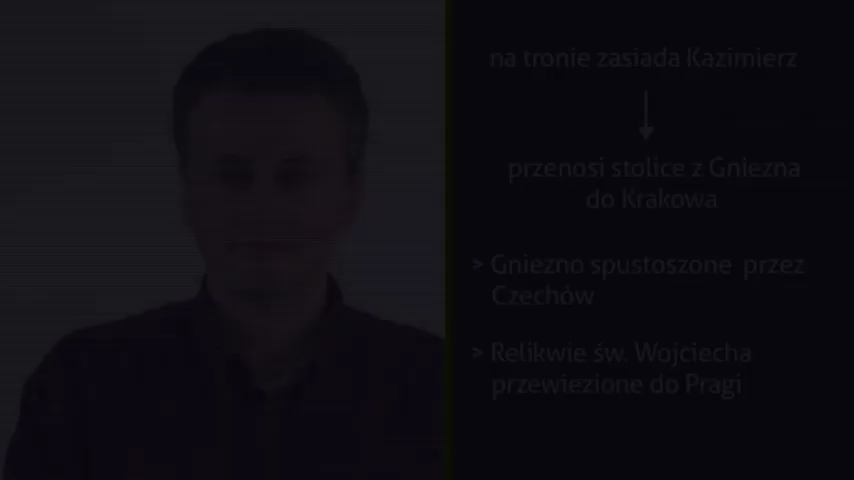 na tronie zasiada Kazimierz
przenosi stolice z Gniezna
do Krakowa
> Gniezno spustoszone przez
Czechów
> Relikwie św. Wojciecha
przewiezione do Pragi